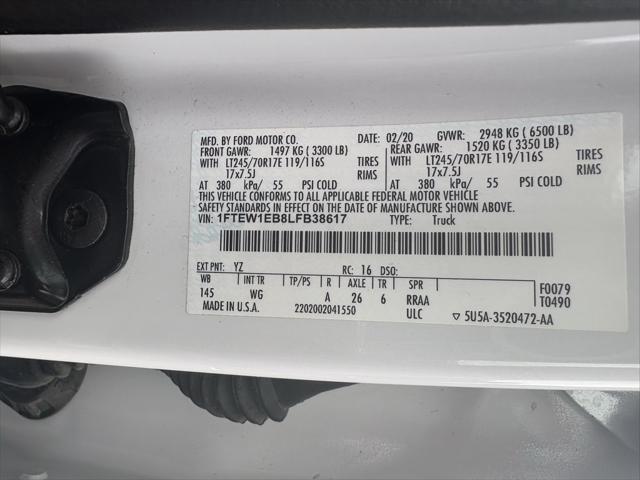 MFD. BY FORD MOTOR CO. DATE: 02/20 GVWR: 2948 KG (6500 LB)
FRONT GAWR: 1497 KG (3300 LB) REAR GAWR: 1520 KG (3350 LB)
WITH LT245/70R17E 119/116S TIRES WITH LT245/70R17E 119/116S TIRES
17x7.5J RIMS 17x7.5J RIMS
AT 380 kPa/ 55 PSI COLD AT 380 kPa/ 55 PSI COLD
THIS VEHICLE CONFORMS TO ALL APPLICABLE FEDERAL MOTOR VEHICLE
SAFETY STANDARDS IN EFFECT ON THE DATE OF MANUFACTURE SHOWN ABOVE.
VIN: 1FTEW1EB8LFB38617 TYPE: Truck
EXT PNT: YZ RC: 16 DSO:
WB INT TR TP/PS R AXLE TR SPR F0079
145 WG A 26 6 RRAA T0490
MADE IN U.S.A. 2202002041550 ULC ▽ 5U5A-3520472-AA